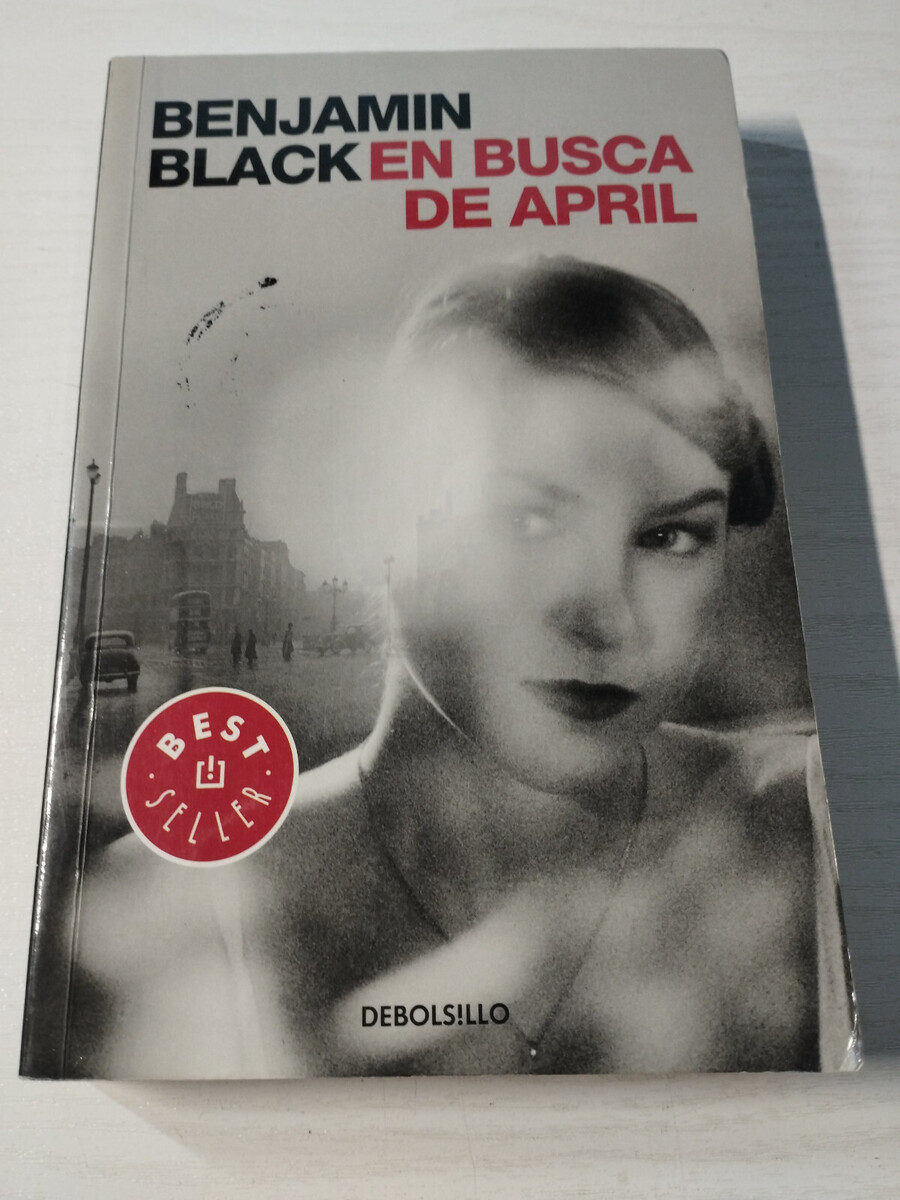 BENJAMIN
BLACK EN BUSCA
DE APRIL
BEST
SELLER
DEBOLS!LLO